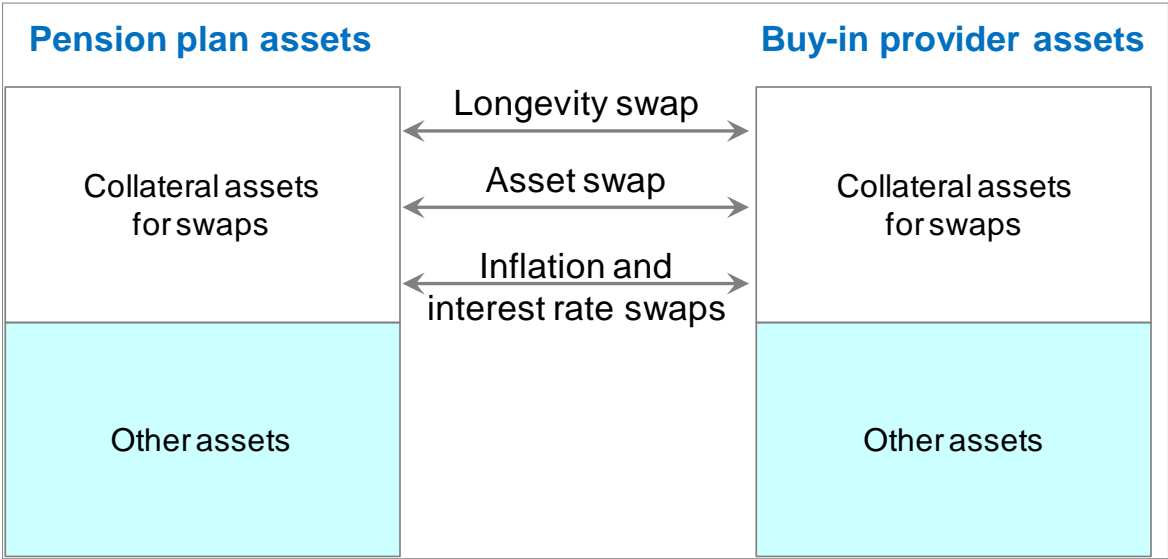 Pension plan assets
Buy-in provider assets
Longevity swap
Collateral assets
for swaps
Asset swap
Collateral assets
for swaps
Inflation and
interest rate swaps
Other assets
Other assets